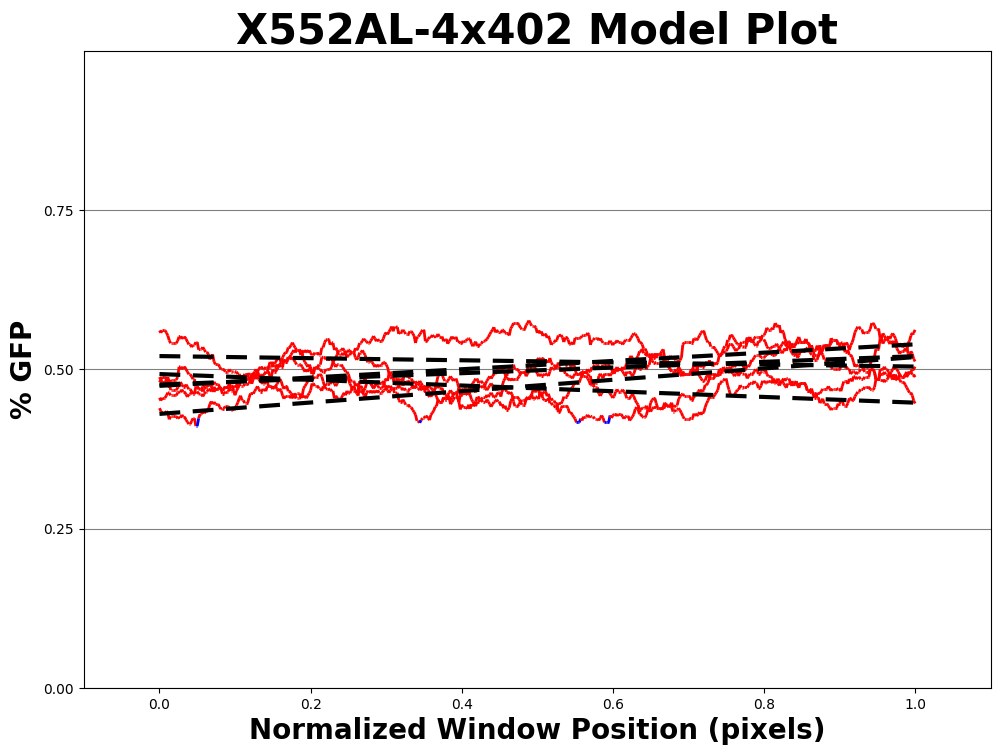 X552AL-4x402 Model Plot
% GFP
0.75
0.50
0.25
0.00
0.0 0.2 0.4 0.6 0.8 1.0
Normalized Window Position (pixels)